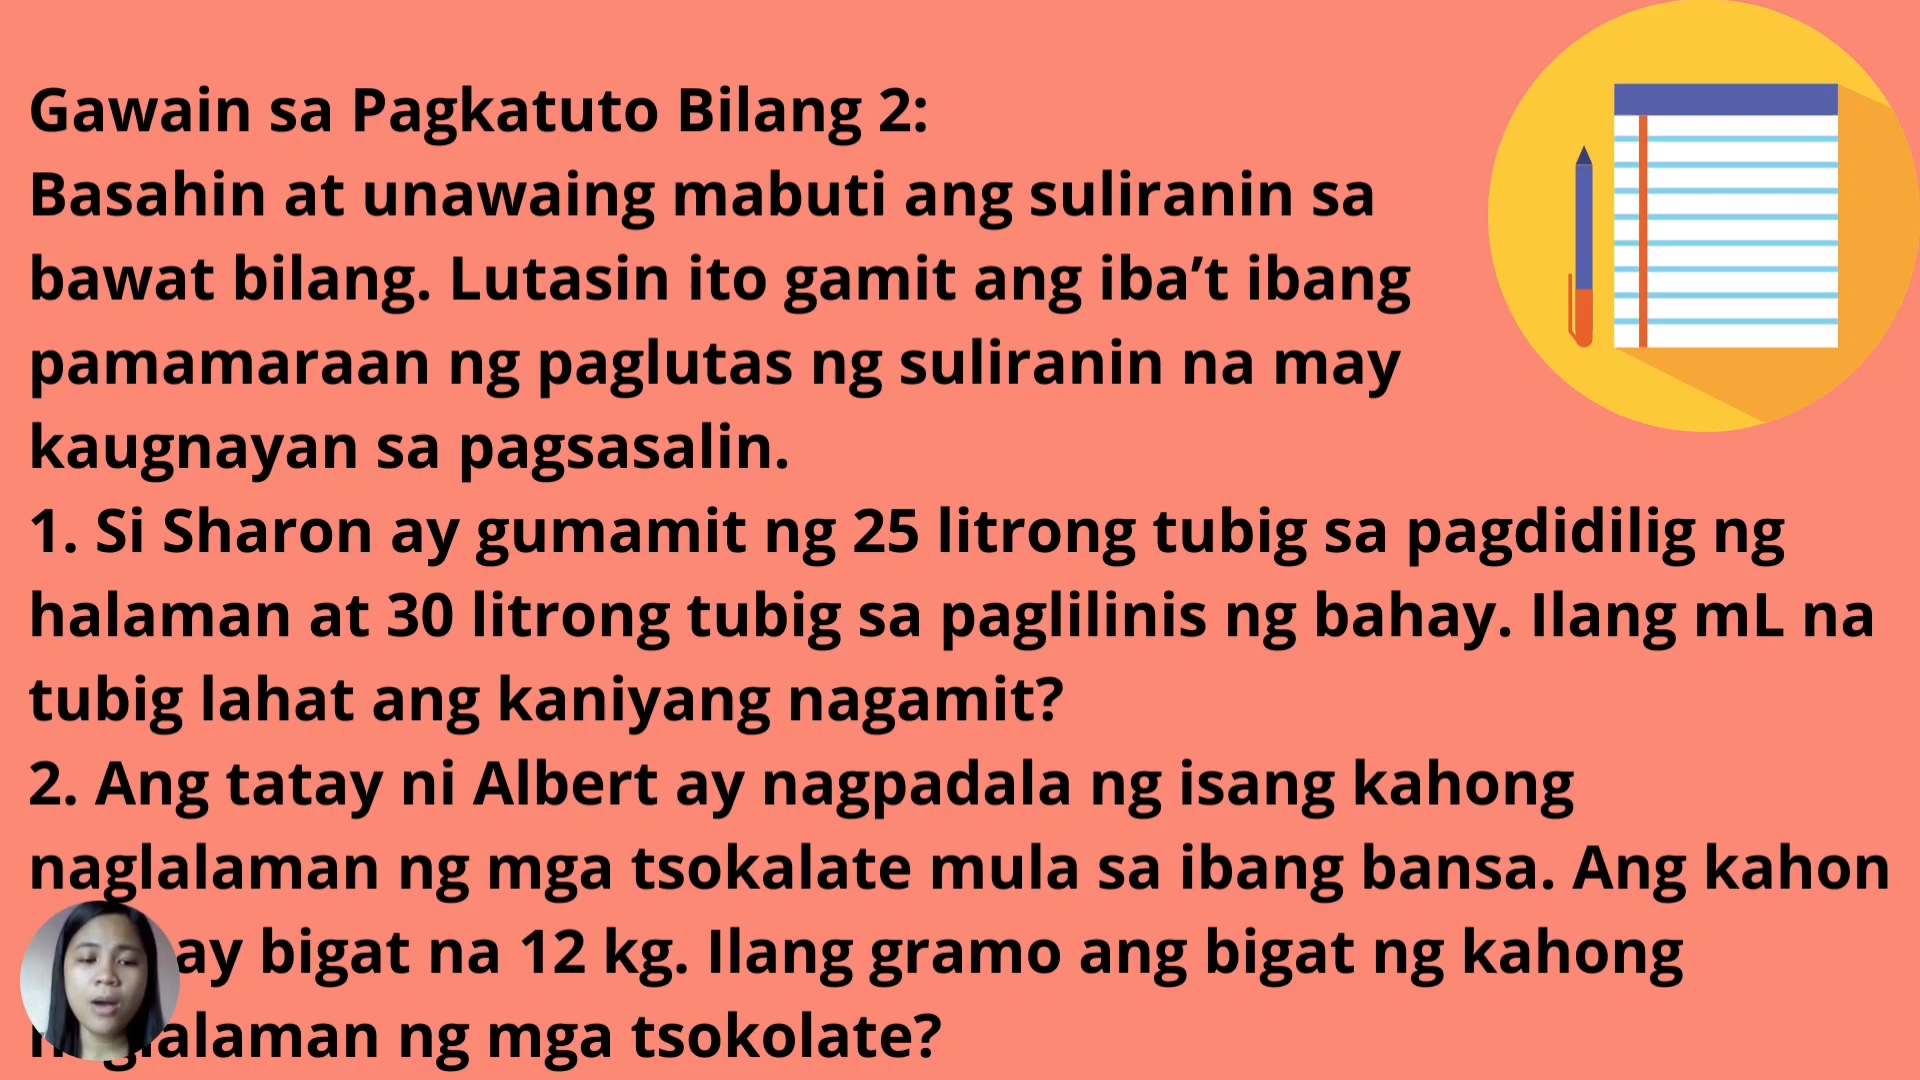 Gawain sa Pagkatuto Bilang 2:
Basahin at unawaing mabuti ang suliranin sa
bawat bilang. Lutasin ito gamit ang iba’t ibang
pamamaraan ng paglutas ng suliranin na may
kaugnayan sa pagsasalin.
1. Si Sharon ay gumamit ng 25 litrong tubig sa pagdidilig ng
halaman at 30 litrong tubig sa paglilinis ng bahay. Ilang mL na
tubig lahat ang kaniyang nagamit?
2. Ang tatay ni Albert ay nagpadala ng isang kahong
naglalaman ng mga tsokalate mula sa ibang bansa. Ang kahon
bigat na 12 kg. Ilang gramo ang bigat ng kahong
ng mga tsokolate?